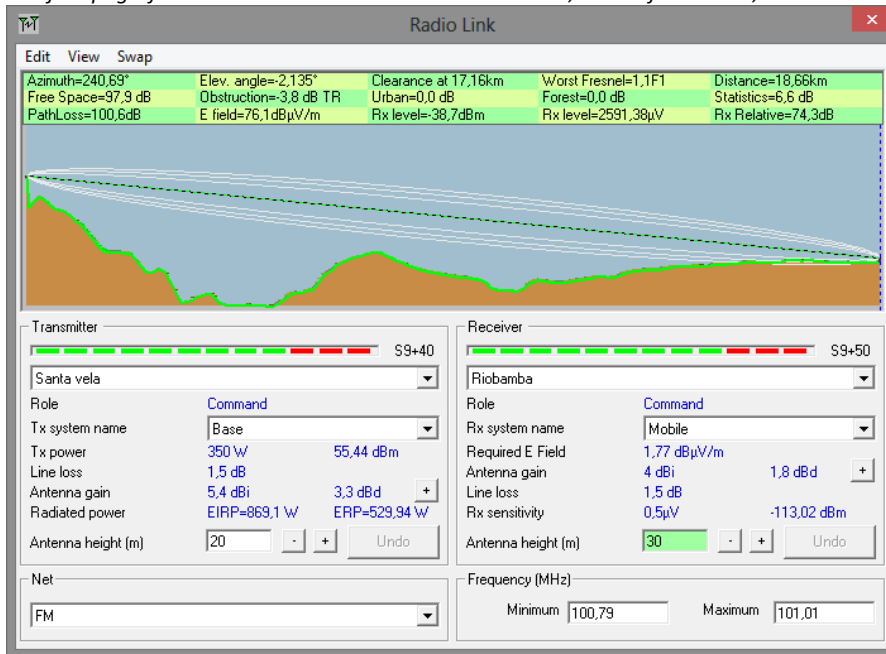 Radio Link
Edit View Swap
Azimuth=240,69° Elev. angle=-2,135° Clearance at 17,16km Worst Fresnel=1,1F1 Distance=18,66km
Free Space=97,9 dB Obstruction=-3,8 dB TR Urban=0,0 dB Forest=0,0 dB Statistics=6,6 dB
PathLoss=100,6dB E field=76,1dBµV/m Rx level=-38,7dBm Rx level=2591,38µV Rx Relative=74,3dB
Transmitter
S9+40
Santa vela
Role Command
Tx system name Base
Tx power 350 W 55,44 dBm
Line loss 1,5 dB
Antenna gain 5,4 dBi 3,3 dBd +
Radiated power EIRP=869,1 W ERP=529,94 W
Antenna height (m) 20 - + Undo
Receiver
S9+50
Riobamba
Role Command
Rx system name Mobile
Required E Field 1,77 dBµV/m
Antenna gain 4 dBi 1,8 dBd +
Line loss 1,5 dB
Rx sensitivity 0,5µV -113,02 dBm
Antenna height (m) 30 - + Undo
Net
FM
Frequency (MHz)
Minimum 100,79 Maximum 101,01